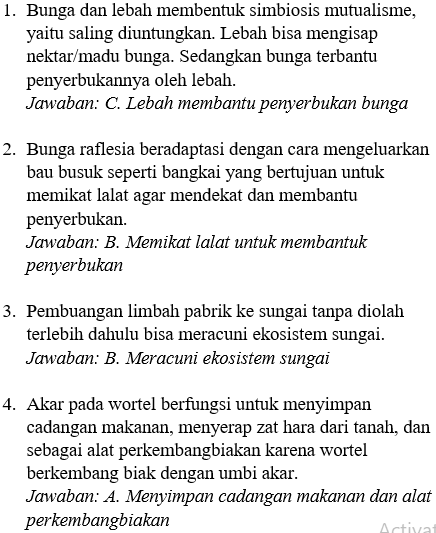 1. Bunga dan lebah membentuk simbiosis mutualisme,
yaitu saling diuntungkan. Lebah bisa mengisap
nektar/madu bunga. Sedangkan bunga terbantu
penyerbukannya oleh lebah.
Jawaban: C. Lebah membantu penyerbukan bunga
2. Bunga raflesia beradaptasi dengan cara mengeluarkan
bau busuk seperti bangkai yang bertujuan untuk
memikat lalat agar mendekat dan membantu
penyerbukan.
Jawaban: B. Memikat lalat untuk membantuk
penyerbukan
3. Pembuangan limbah pabrik ke sungai tanpa diolah
terlebih dahulu bisa meracuni ekosistem sungai.
Jawaban: B. Meracuni ekosistem sungai
4. Akar pada wortel berfungsi untuk menyimpan
cadangan makanan, menyerap zat hara dari tanah, dan
sebagai alat perkembangbiakan karena wortel
berkembang biak dengan umbi akar.
Jawaban: A. Menyimpan cadangan makanan dan alat
perkembangbiakan